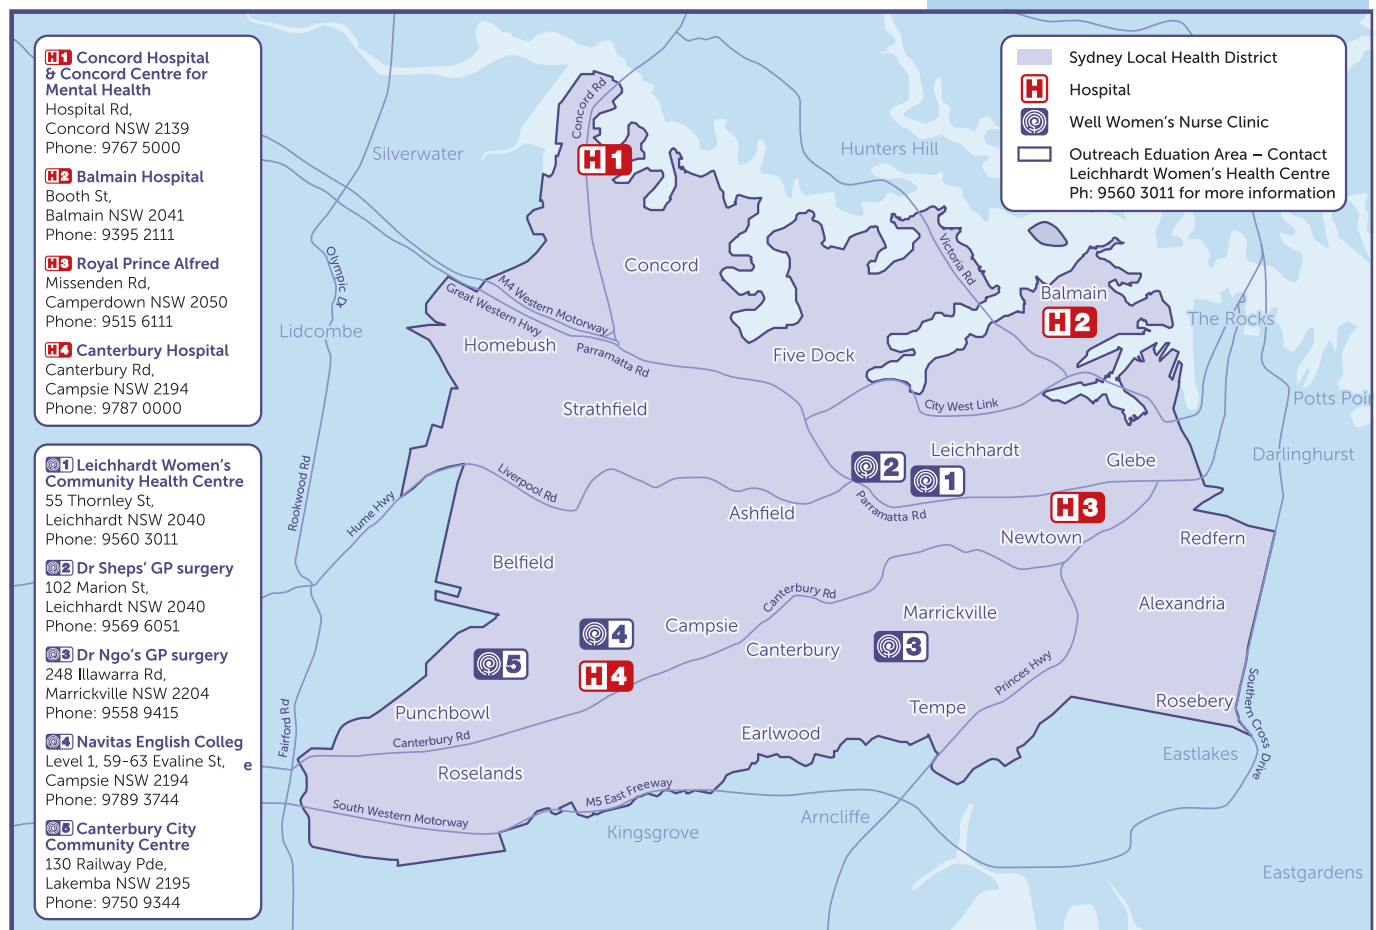 H1 Concord Hospital
& Concord Centre for
Mental Health
Hospital Rd,
Concord NSW 2139
Phone: 9767 5000
H2 Balmain Hospital
Booth St,
Balmain NSW 2041
Phone: 9395 2111
H3 Royal Prince Alfred
Missenden Rd,
Camperdown NSW 2050
Phone: 9515 6111
H4 Canterbury Hospital
Canterbury Rd,
Campsie NSW 2194
Phone: 9787 0000
1 Leichhardt Women's
Community Health Centre
55 Thornley St,
Leichhardt NSW 2040
Phone: 9560 3011
2 Dr Sheps' GP surgery
102 Marion St,
Leichhardt NSW 2040
Phone: 9569 6051
3 Dr Ngo's GP surgery
248 Illawarra Rd,
Marrickville NSW 2204
Phone: 9558 9415
4 Navitas English Colleg
e
Level 1, 59-63 Evaline St,
Campsie NSW 2194
Phone: 9789 3744
5 Canterbury City
Community Centre
130 Railway Pde,
Lakemba NSW 2195
Phone: 9750 9344
Sydney Local Health District
H Hospital
Well Women's Nurse Clinic
Outreach Eduation Area – Contact
Leichhardt Women's Health Centre
Ph: 9560 3011 for more information
Silverwater
Concord Rd
H1
Hunters Hill
Olympic Dr
Concord
Victoria Rd
Balmain
H2
The Rocks
M4 Western Motorway
Great Western Hwy
Lidcombe
Homebush
Parramatta Rd
Five Dock
Potts Poin
Strathfield
City West Link
Leichhardt
Glebe
Darlinghurst
2
1
Rookwood Rd
Hume Hwy
Liverpool Rd
Ashfield
Parramatta Rd
H3
Newtown
Redfern
Belfield
Canterbury Rd
Marrickville
Alexandria
4
Campsie
Canterbury
3
5
H4
Princes Hwy
Fairford Rd
Punchbowl
Tempe
Rosebery
Southern Cross Drive
Canterbury Rd
Earlwood
Eastlakes
Roselands
M5 East Freeway
South Western Motorway
Kingsgrove
Arncliffe
Eastgardens